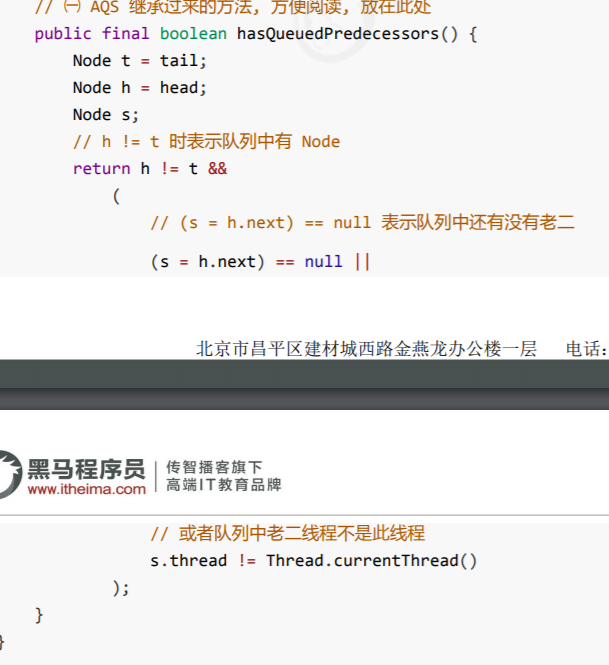 // ㈠ AQS 继承过来的方法, 方便阅读, 放在此处
public final boolean hasQueuedPredecessors() {
Node t = tail;
Node h = head;
Node s;
// h != t 时表示队列中有 Node
return h != t &&
(
// (s = h.next) == null 表示队列中还有没有老二
(s = h.next) == null ||
北京市昌平区建材城西路金燕龙办公楼一层 电话:
黑马程序员
www.itheima.com
传智播客旗下
高端IT教育品牌
// 或者队列中老二线程不是此线程
s.thread != Thread.currentThread()
);
}
}